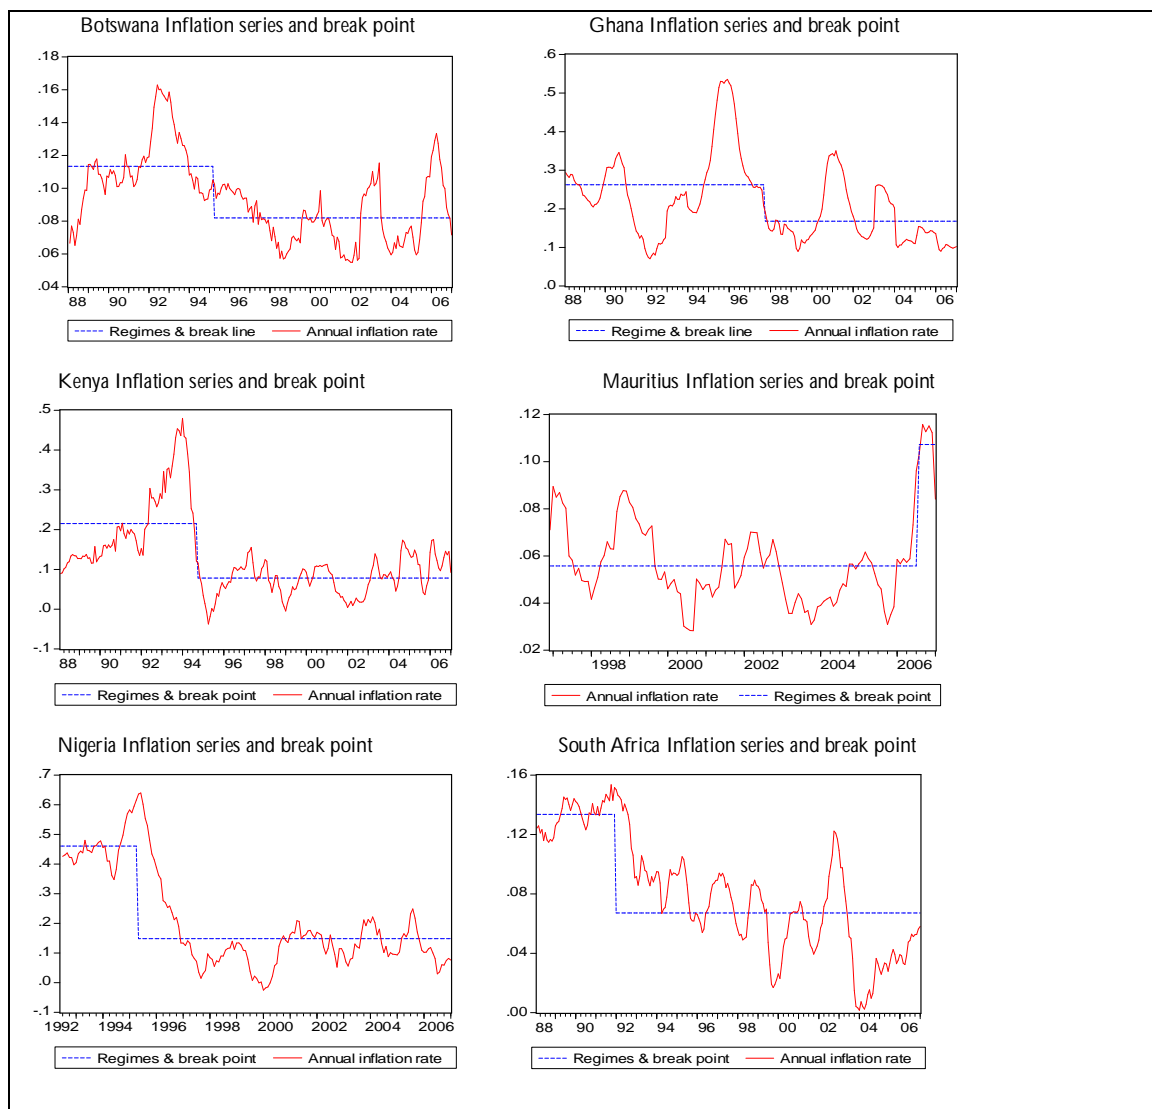 Botswana Inflation series and break point
.18
.16
.14
.12
.10
.08
.06
.04
88 90 92 94 96 98 00 02 04 06
Regimes & break line Annual inflation rate
Ghana Inflation series and break point
.6
.5
.4
.3
.2
.1
.0
88 90 92 94 96 98 00 02 04 06
Regime & break line Annual inflation rate
Kenya Inflation series and break point
.5
.4
.3
.2
.1
.0
-.1
88 90 92 94 96 98 00 02 04 06
Regimes & break point Annual inflation rate
Mauritius Inflation series and break point
.12
.10
.08
.06
.04
.02
1998 2000 2002 2004 2006
Annual inflation rate Regimes & break point
Nigeria Inflation series and break point
.7
.6
.5
.4
.3
.2
.1
.0
-.1
1992 1994 1996 1998 2000 2002 2004 2006
Regimes & break point Annual inflation rate
South Africa Inflation series and break point
.16
.12
.08
.04
.00
88 90 92 94 96 98 00 02 04 06
Regimes & break point Annual inflation rate